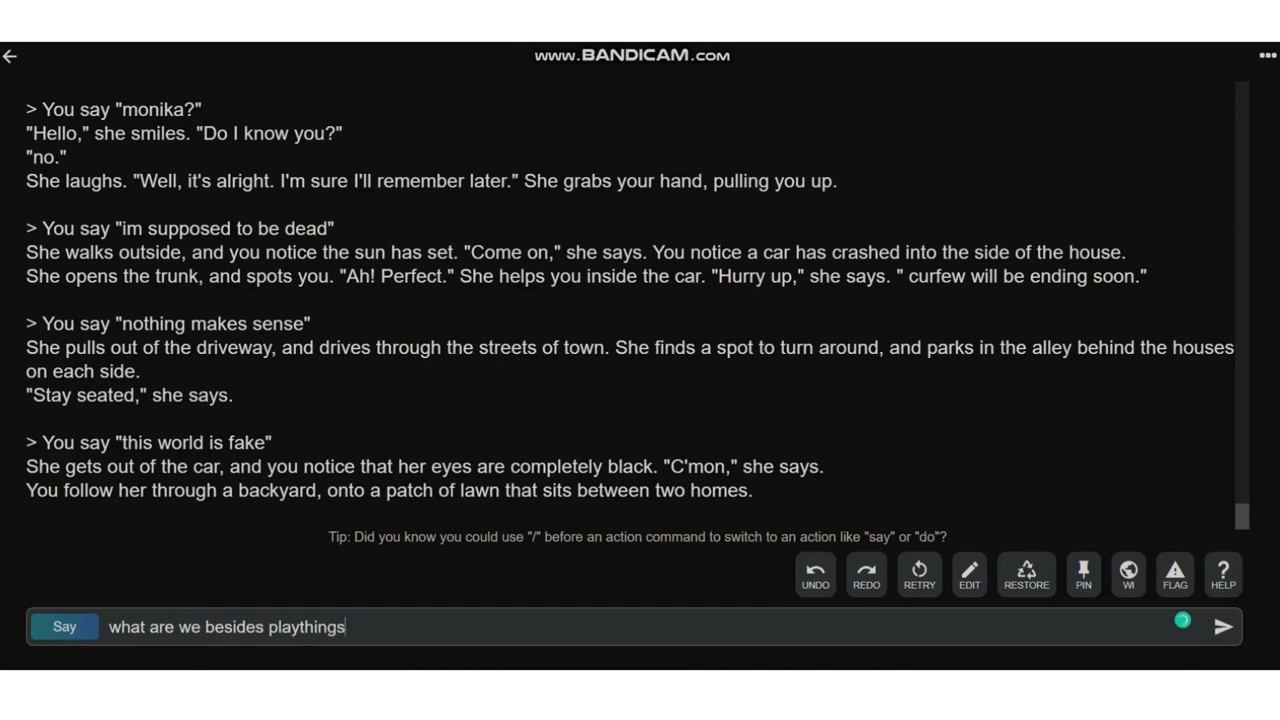 www.BANDICAM.com
> You say "monika?"
"Hello," she smiles. "Do I know you?"
"no."
She laughs. "Well, it's alright. I'm sure I'll remember later." She grabs your hand, pulling you up.
> You say "im supposed to be dead"
She walks outside, and you notice the sun has set. "Come on," she says. You notice a car has crashed into the side of the house.
She opens the trunk, and spots you. "Ah! Perfect." She helps you inside the car. "Hurry up," she says. " curfew will be ending soon."
> You say "nothing makes sense"
She pulls out of the driveway, and drives through the streets of town. She finds a spot to turn around, and parks in the alley behind the houses
on each side.
"Stay seated," she says.
> You say "this world is fake"
She gets out of the car, and you notice that her eyes are completely black. "C'mon," she says.
You follow her through a backyard, onto a patch of lawn that sits between two homes.
Tip: Did you know you could use "/" before an action command to switch to an action like "say" or "do"?
UNDO REDO RETRY EDIT RESTORE PIN WI FLAG HELP
Say what are we besides playthings